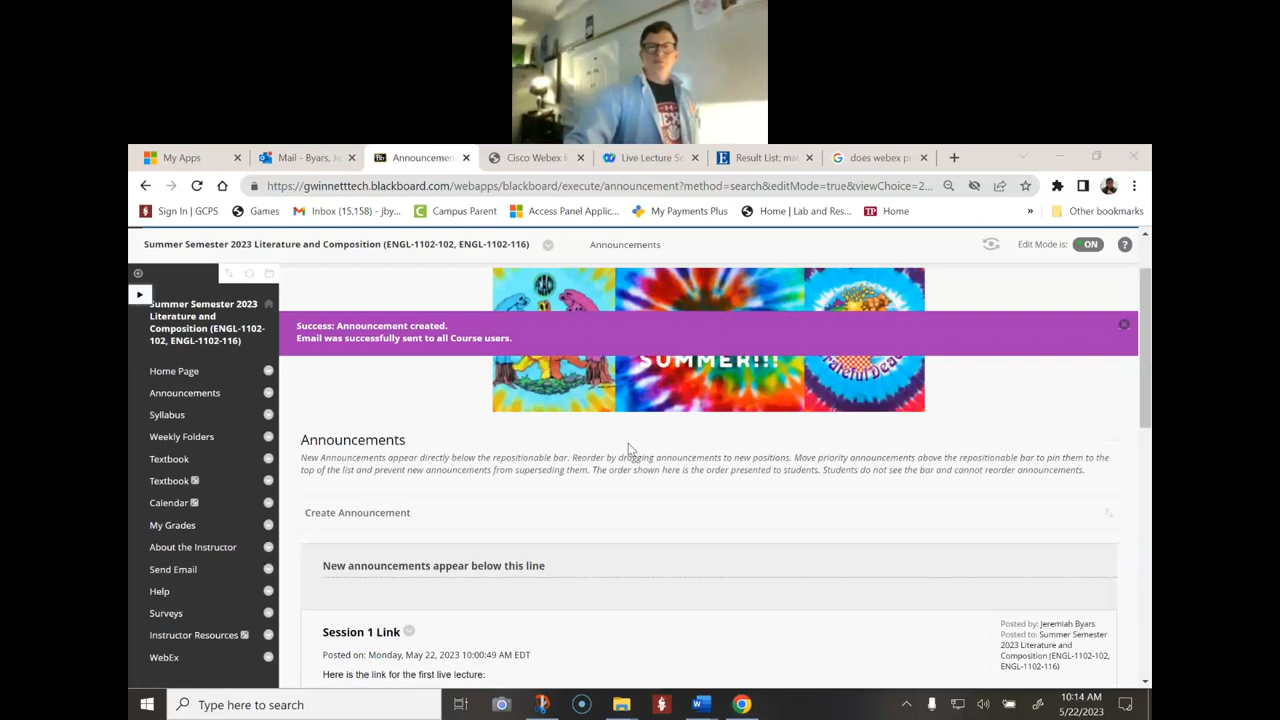 My Apps
Mail - Byars, Je
Announcemen
Cisco Webex fo
Live Lecture Se
Result List: ma
does webex pr
https://gwinnetttech.blackboard.com/webapps/blackboard/execute/announcement?method=search&editMode=true&viewChoice=2...
Sign In | GCPS
Games
Inbox (15,158) - jby...
Campus Parent
Access Panel Applic...
My Payments Plus
Home | Lab and Res...
TP Home
» Other bookmarks
Summer Semester 2023 Literature and Composition (ENGL-1102-102, ENGL-1102-116)
Announcements
Edit Mode is: ON ?
Summer Semester 2023
Literature and
Composition (ENGL-1102-
102, ENGL-1102-116)
Home Page
Announcements
Syllabus
Weekly Folders
Textbook
Textbook
Calendar
My Grades
About the Instructor
Send Email
Help
Surveys
Instructor Resources
WebEx
Success: Announcement created.
Email was successfully sent to all Course users.
SUMMER!!!
Grateful Dead
Announcements
New Announcements appear directly below the repositionable bar. Reorder by dragging announcements to new positions. Move priority announcements above the repositionable bar to pin them to the
top of the list and prevent new announcements from superseding them. The order shown here is the order presented to students. Students do not see the bar and cannot reorder announcements.
Create Announcement
New announcements appear below this line
Session 1 Link
Posted on: Monday, May 22, 2023 10:00:49 AM EDT
Here is the link for the first live lecture:
Posted by: Jeremiah Byars
Posted to: Summer Semester
2023 Literature and
Composition (ENGL-1102-102,
ENGL-1102-116)
Type here to search
10:14 AM
5/22/2023